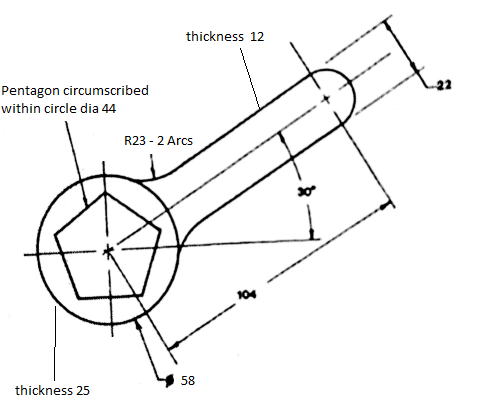 thickness 12
22
Pentagon circumscribed
within circle dia 44
R23 - 2 Arcs
30°
104
58
thickness 25